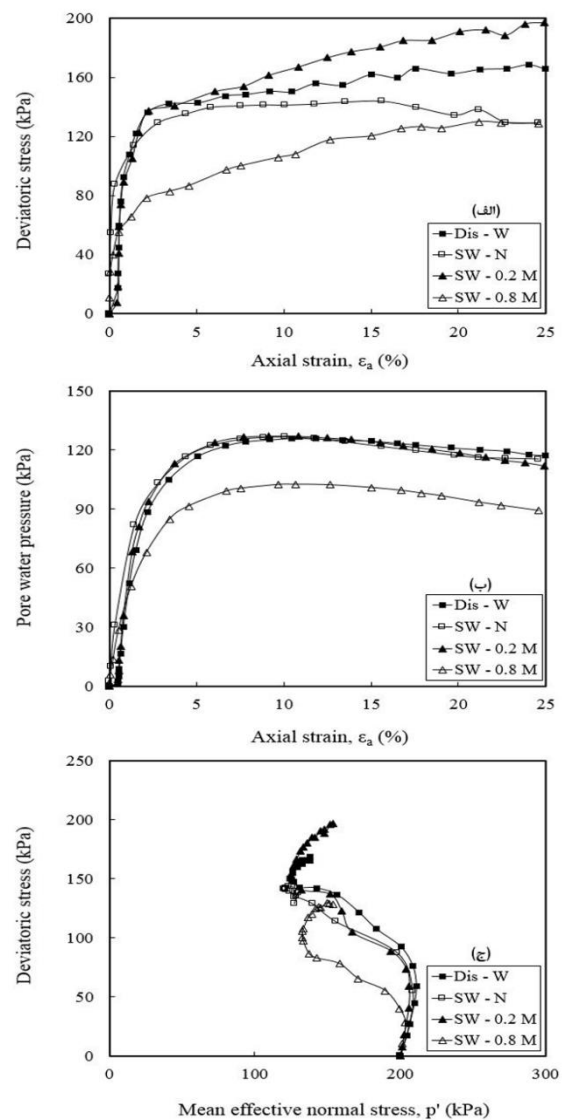 200
160
120
80
40
0
Deviatoric stress (kPa)
(الف)
Dis - W
SW - N
SW - 0.2 M
SW - 0.8 M
0 5 10 15 20 25
Axial strain, εa (%)
150
120
90
60
30
0
Pore water pressure (kPa)
(ب)
Dis - W
SW - N
SW - 0.2 M
SW - 0.8 M
0 5 10 15 20 25
Axial strain, εa (%)
250
200
150
100
50
0
Deviatoric stress (kPa)
(ج)
Dis - W
SW - N
SW - 0.2 M
SW - 0.8 M
0 100 200 300
Mean effective normal stress, p' (kPa)